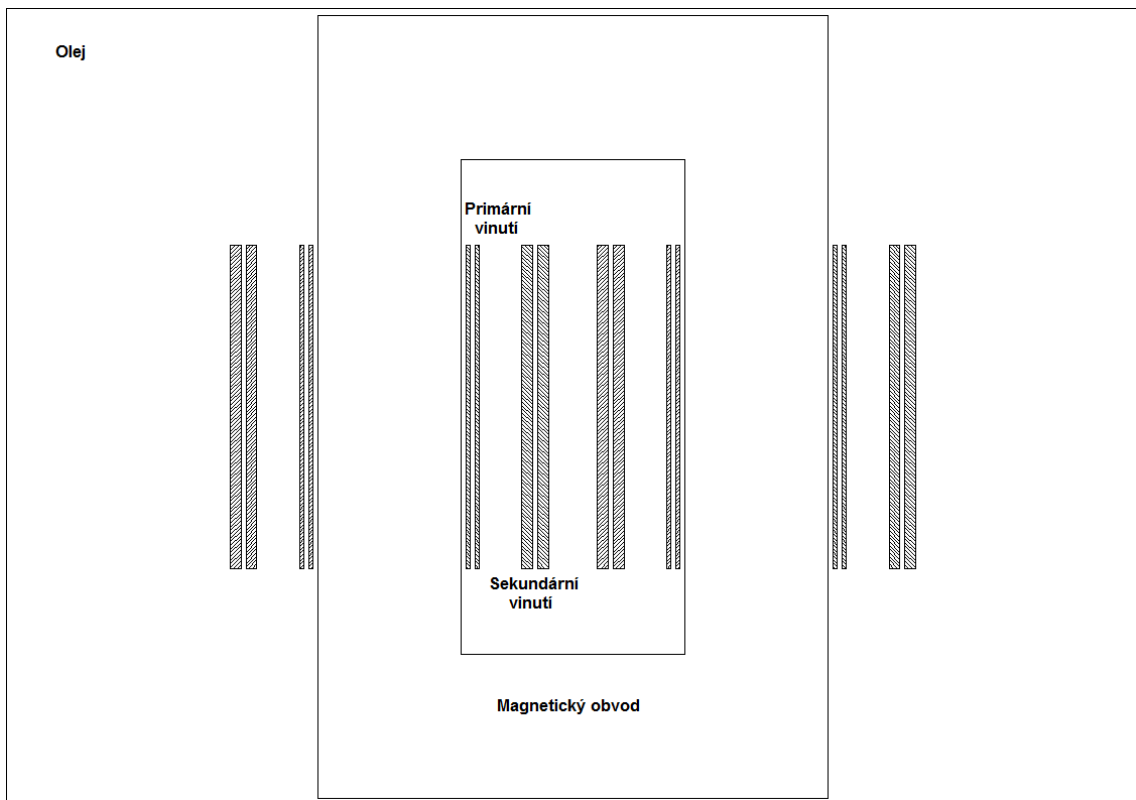 Olej
Primární
vinutí
Sekundární
vinutí
Magnetický obvod